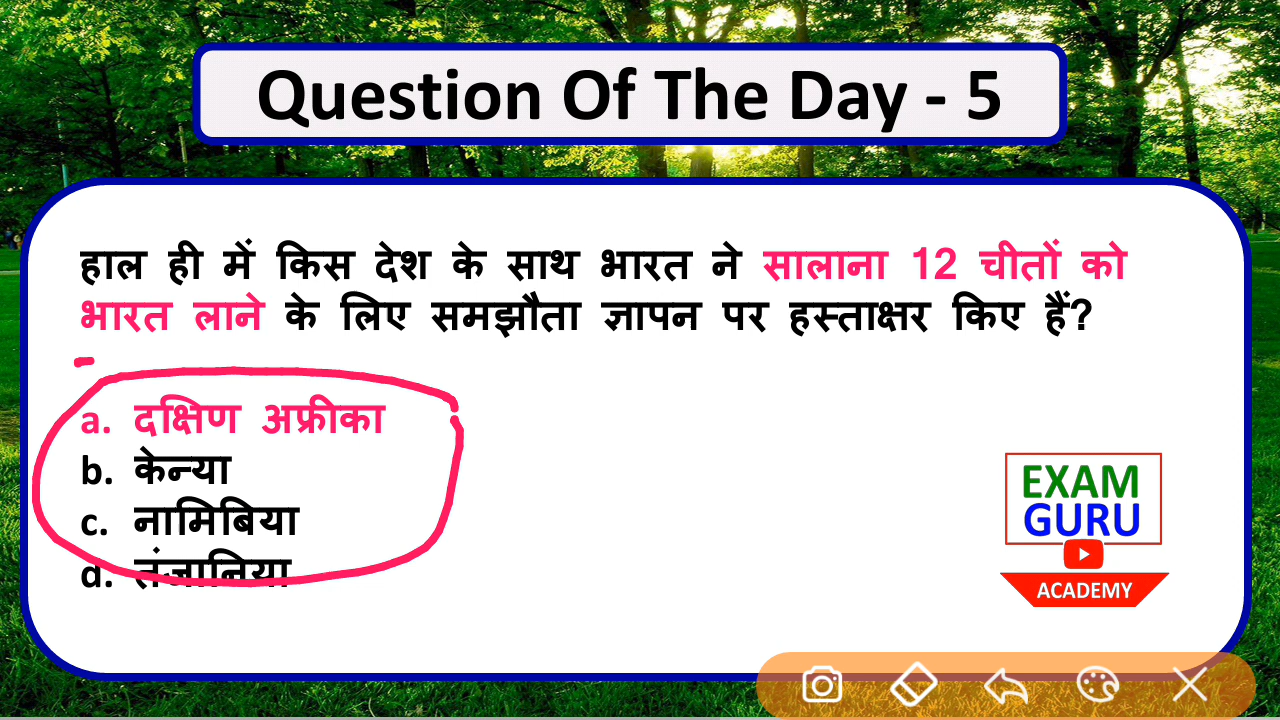 Question Of The Day - 5
हाल ही में किस देश के साथ भारत ने सालाना 12 चीतों को
भारत लाने के लिए समझौता ज्ञापन पर हस्ताक्षर किए हैं?
a. दक्षिण अफ्रीका
b. केन्या
c. नामिबिया
d. तंजानिया
EXAM
GURU
ACADEMY